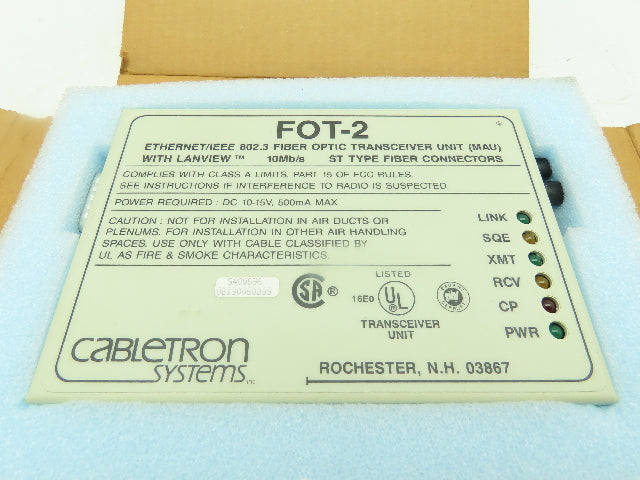 FOT-2
ETHERNET/IEEE 802.3 FIBER OPTIC TRANSCEIVER UNIT (MAU)
WITH LANVIEW™ 10Mb/s ST TYPE FIBER CONNECTORS
COMPLIES WITH CLASS A LIMITS, PART 15 OF FCC RULES.
SEE INSTRUCTIONS IF INTERFERENCE TO RADIO IS SUSPECTED.
POWER REQUIRED: DC 10-15V, 500mA MAX
CAUTION: NOT FOR INSTALLATION IN AIR DUCTS OR
PLENUMS. FOR INSTALLATION IN OTHER AIR HANDLING
SPACES, USE ONLY WITH CABLE CLASSIFIED BY
UL AS FIRE & SMOKE CHARACTERISTICS.
SA ®
LISTED
16E0 UL
TRANSCEIVER
UNIT
LINK
SQE
XMT
RCV
CP
PWR
CABLETRON
SYSTEMS INC
ROCHESTER, N.H. 03867